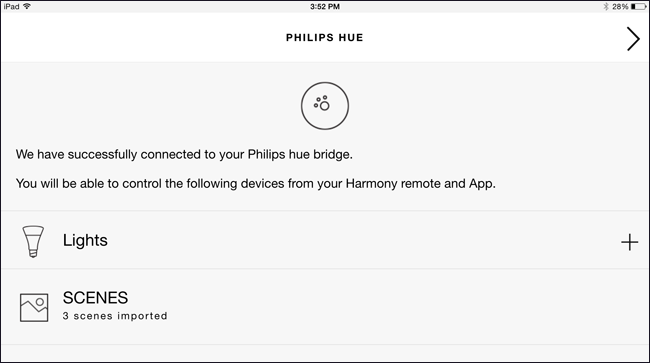 iPad 3:52 PM 28%
PHILIPS HUE
We have successfully connected to your Philips hue bridge.
You will be able to control the following devices from your Harmony remote and App.
Lights
SCENES
3 scenes imported